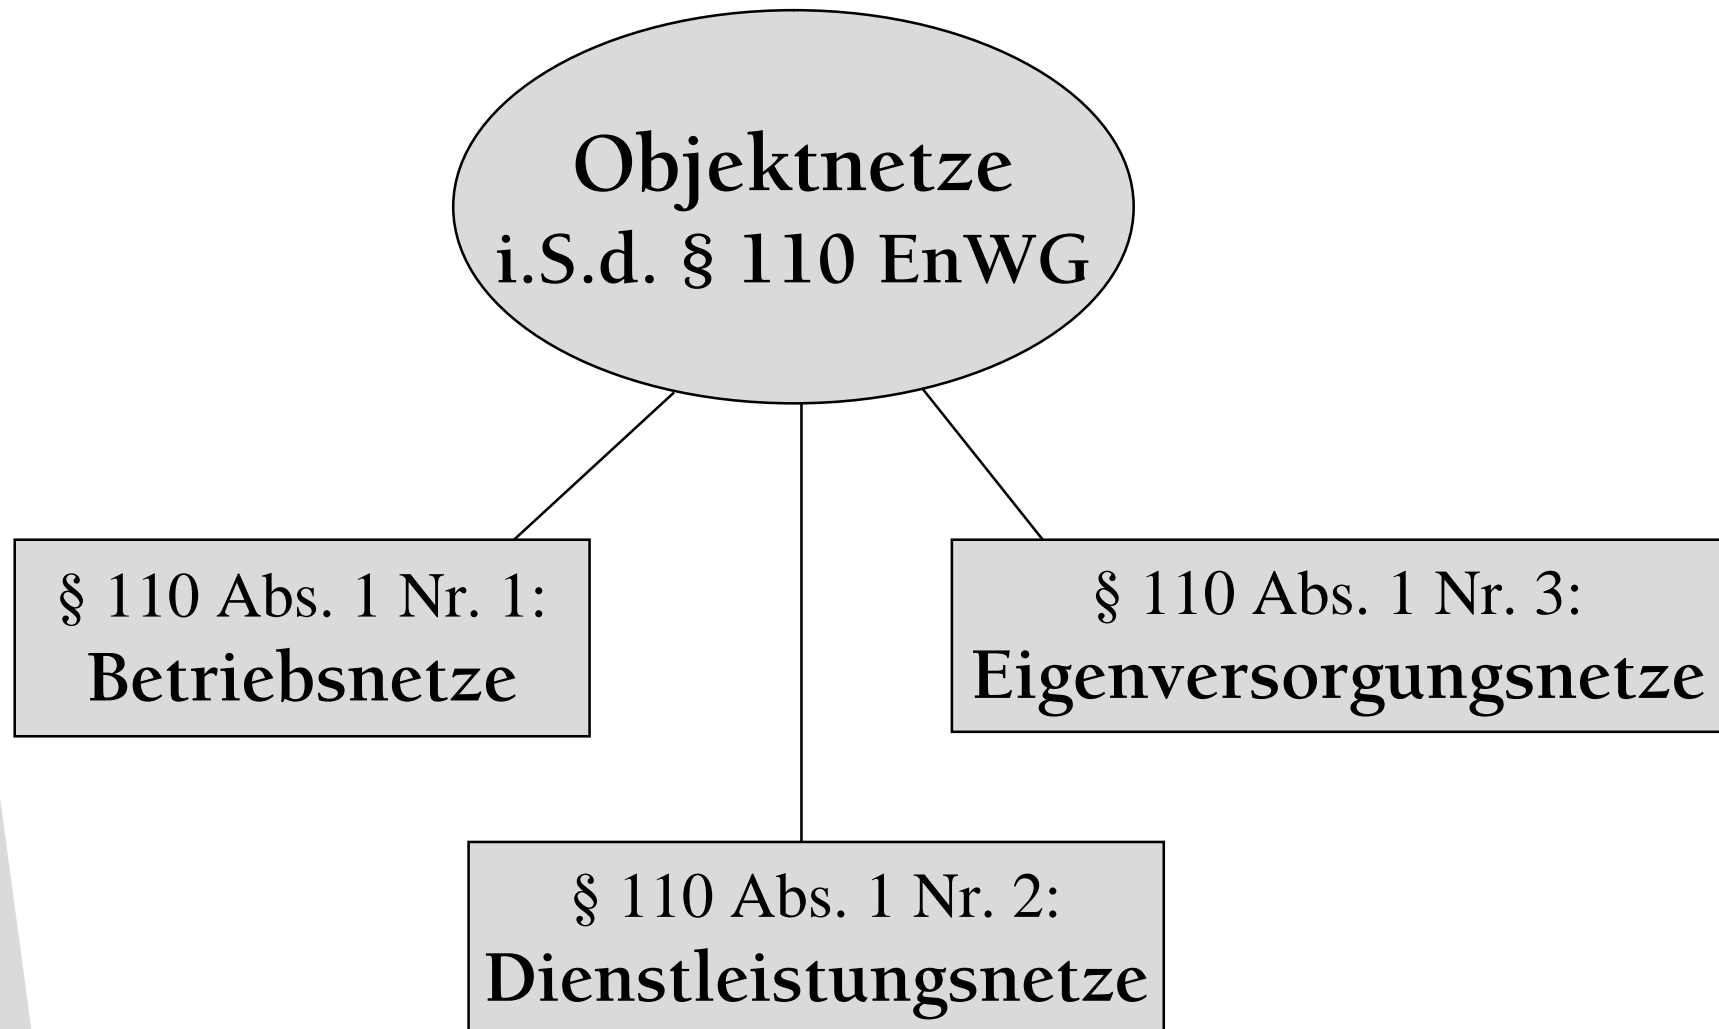 Objektnetze
i.S.d. § 110 EnWG
§ 110 Abs. 1 Nr. 1:
Betriebsnetze
§ 110 Abs. 1 Nr. 3:
Eigenversorgungsnetze
§ 110 Abs. 1 Nr. 2:
Dienstleistungsnetze